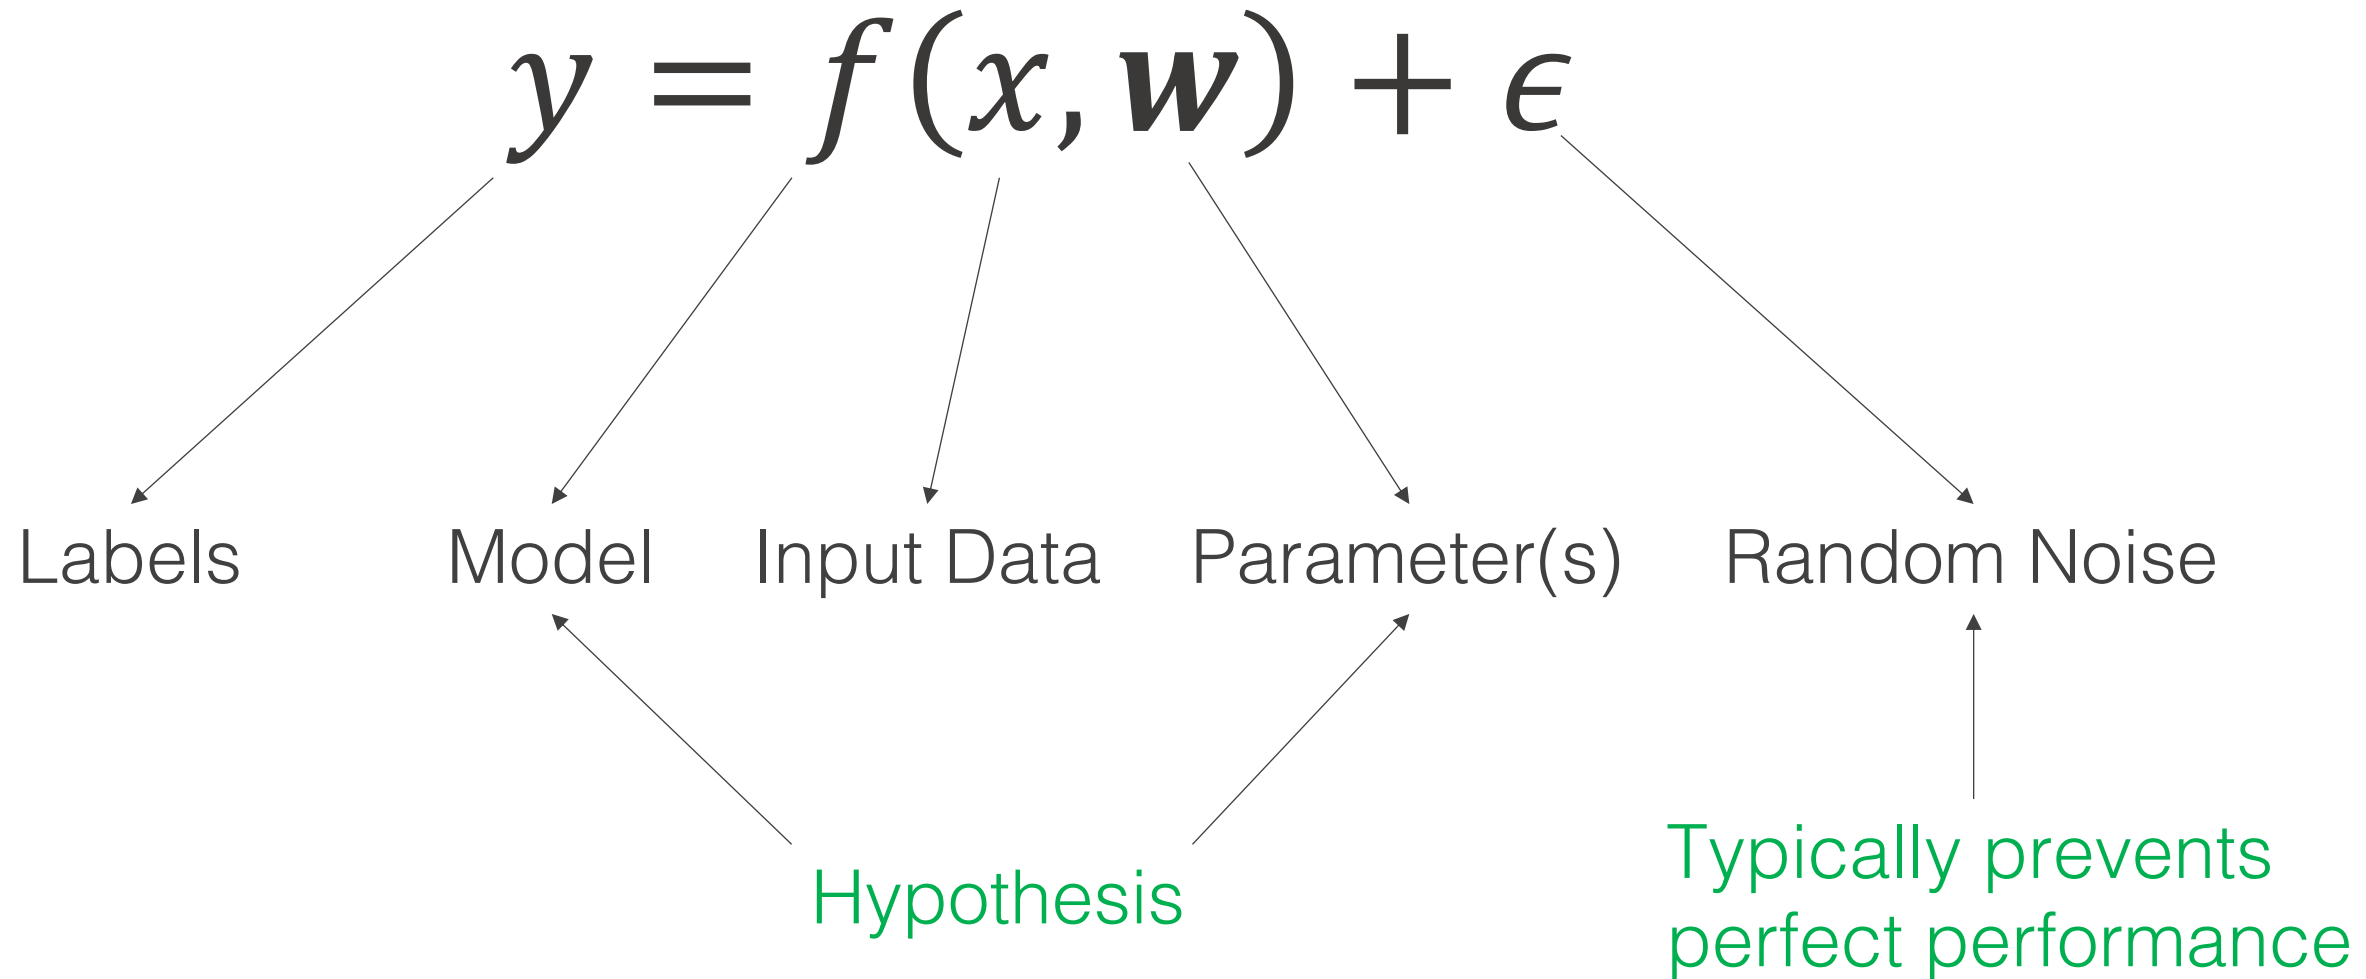 y = f(x, w) + ϵ
Labels
Model
Input Data
Parameter(s)
Random Noise
Hypothesis
Typically prevents
perfect performance